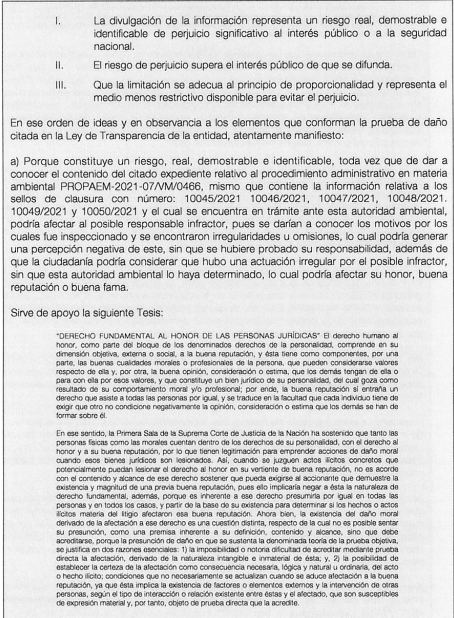 I. La divulgación de la información representa un riesgo real, demostrable e
identificable de perjuicio significativo al interés público o a la seguridad
nacional.
II. El riesgo de perjuicio supera el interés público de que se difunda.
III. Que la limitación se adecua al principio de proporcionalidad y representa el
medio menos restrictivo disponible para evitar el perjuicio.
En ese orden de ideas y en observancia a los elementos que conforman la prueba de daño
citada en la Ley de Transparencia de la entidad, atentamente manifiesto:
a) Porque constituye un riesgo, real, demostrable e identificable, toda vez que de dar a
conocer el contenido del citado expediente relativo al procedimiento administrativo en materia
ambiental PROPAEM-2021-07/VM/0466, mismo que contiene la información relativa a los
sellos de clausura con número: 10045/2021 10046/2021, 10047/2021, 10048/2021.
10049/2021 y 10050/2021 y el cual se encuentra en trámite ante esta autoridad ambiental,
podría afectar al posible responsable infractor, pues se darían a conocer los motivos por los
cuales fue inspeccionado y se encontraron irregularidades u omisiones, lo cual podría generar
una percepción negativa de este, sin que se hubiere probado su responsabilidad, además de
que la ciudadanía podría considerar que hubo una actuación irregular por el posible infractor,
sin que esta autoridad ambiental lo haya determinado, lo cual podría afectar su honor, buena
reputación o buena fama.
Sirve de apoyo la siguiente Tesis:
"DERECHO FUNDAMENTAL AL HONOR DE LAS PERSONAS JURÍDICAS" El derecho humano al
honor, como parte del bloque de los denominados derechos de la personalidad, comprende en su
dimensión objetiva, externa o social, a la buena reputación, y ésta tiene como componentes, por una
parte, las buenas cualidades morales o profesionales de la persona, que pueden considerarse valores
respecto de ella y, por otra, la buena opinión, consideración o estima, que los demás tengan de ella o
para con ella por esos valores, y que constituye un bien jurídico de su personalidad, del cual goza como
resultado de su comportamiento moral y/o profesional; por ende, la buena reputación sí entraña un
derecho que asiste a todas las personas por igual, y se traduce en la facultad que cada individuo tiene de
exigir que otro no condicione negativamente la opinión, consideración o estima que los demás se han de
formar sobre él.
En ese sentido, la Primera Sala de la Suprema Corte de Justicia de la Nación ha sostenido que tanto las
personas físicas como las morales cuentan dentro de los derechos de su personalidad, con el derecho al
honor y a su buena reputación, por lo que tienen legitimación para emprender acciones de daño moral
cuando esos bienes jurídicos son lesionados. Así, cuando se juzguen actos ilícitos concretos que
potencialmente puedan lesionar el derecho al honor en su vertiente de buena reputación, no es acorde
con el contenido y alcance de ese derecho sostener que pueda exigirse al accionante que demuestre la
existencia y magnitud de una previa buena reputación, pues ello implicaría negar a ésta la naturaleza de
derecho fundamental, además, porque es inherente a ese derecho presumirla por igual en todas las
personas y en todos los casos, y partir de la base de su existencia para determinar si los hechos o actos
ilícitos materia del litigio afectaron esa buena reputación. Ahora bien, la existencia del daño moral
derivado de la afectación a ese derecho es una cuestión distinta, respecto de la cual no es posible sentar
su presunción, como una premisa inherente a su definición, contenido y alcance, sino que debe
acreditarse, porque la presunción de daño en que se sustenta la denominada teoría de la prueba objetiva,
se justifica en dos razones esenciales: 1) la imposibilidad o notoria dificultad de acreditar mediante prueba
directa la afectación, derivado de la naturaleza intangible e inmaterial de ésta; y, 2) la posibilidad de
establecer la certeza de la afectación como consecuencia necesaria, lógica y natural u ordinaria, del acto
o hecho ilícito; condiciones que no necesariamente se actualizan cuando se aduce afectación a la buena
reputación, ya que ésta implica la existencia de factores o elementos externos y la intervención de otras
personas, según el tipo de interacción o relación existente entre éstas y el afectado, que son susceptibles
de expresión material y, por tanto, objeto de prueba directa que la acredite.